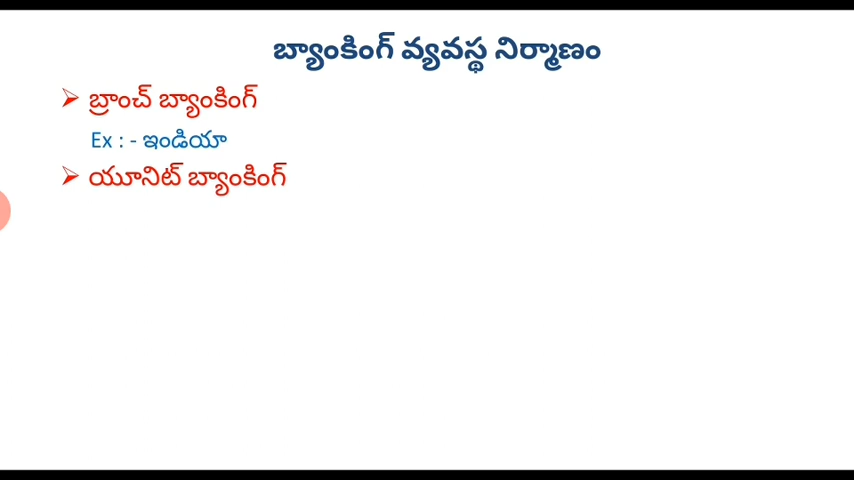 బ్యాంకింగ్ వ్యవస్థ నిర్మాణం
బ్రాంచ్ బ్యాంకింగ్
Ex : - ఇండియా
యూనిట్ బ్యాంకింగ్